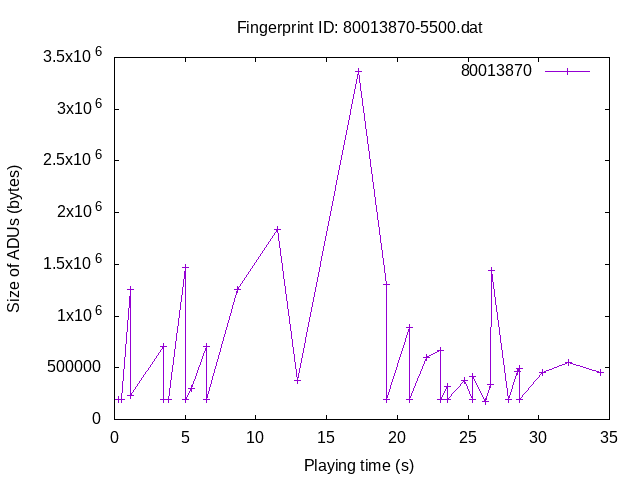 Fingerprint ID: 80013870-5500.dat
80013870
3.5x10 6
3x10 6
2.5x10 6
2x10 6
1.5x10 6
1x10 6
500000
0
Size of ADUs (bytes)
0 5 10 15 20 25 30 35
Playing time (s)